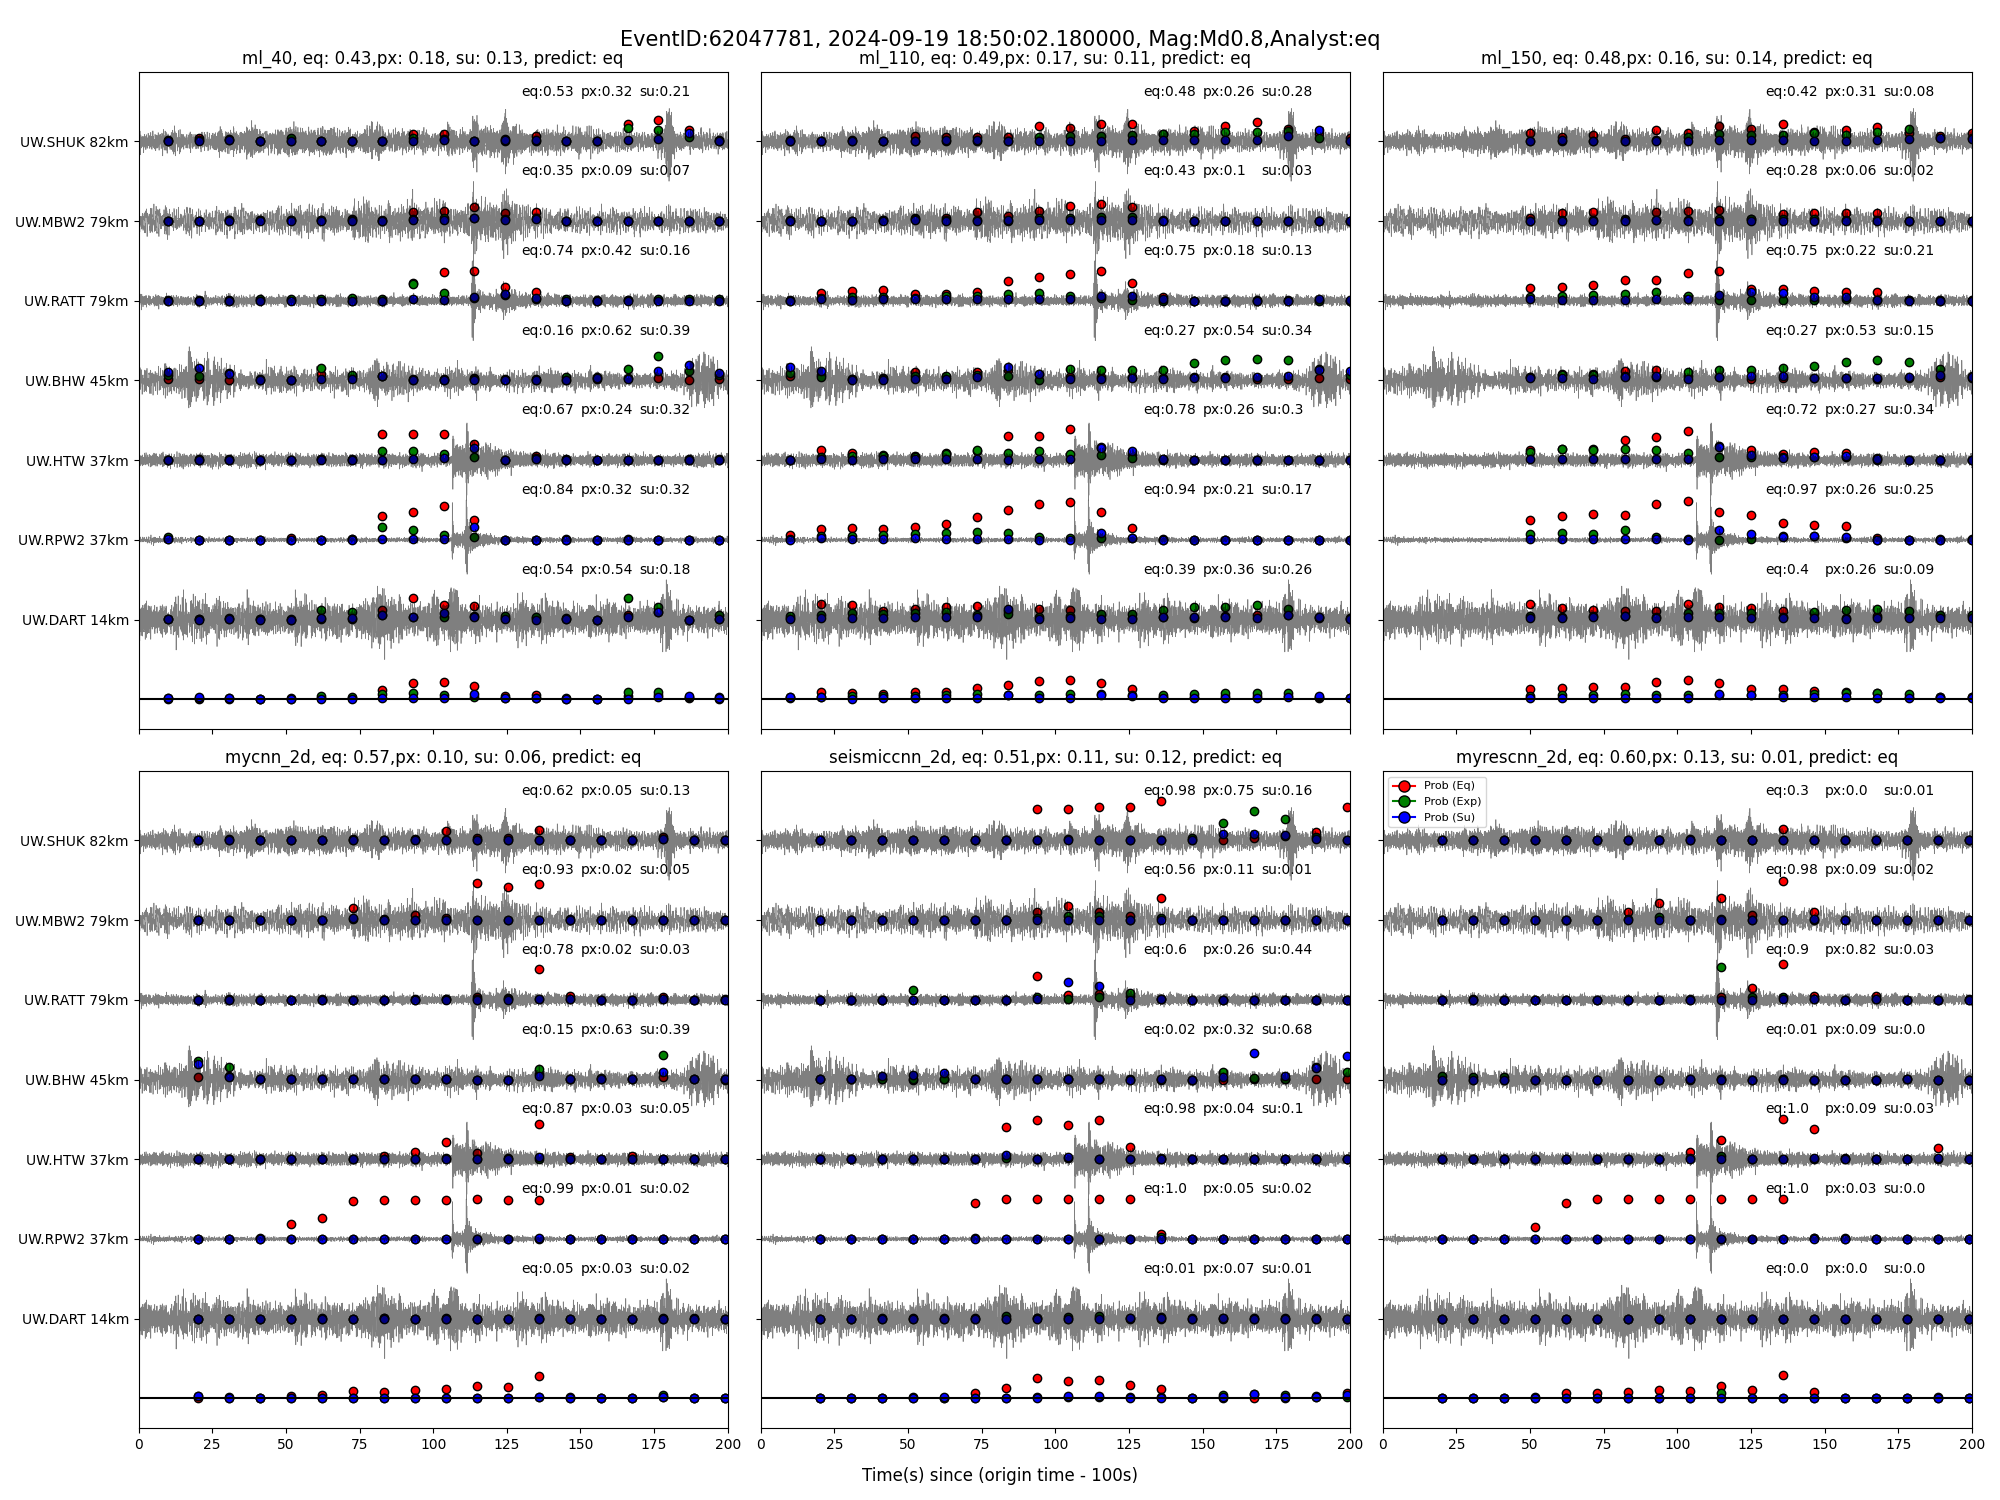 EventID:62047781, 2024-09-19 18:50:02.180000, Mag:Md0.8,Analyst:eq
ml_40, eq: 0.43,px: 0.18, su: 0.13, predict: eq
eq:0.53 px:0.32 su:0.21
UW.SHUK 82km
eq:0.35 px:0.09 su:0.07
UW.MBW2 79km
eq:0.74 px:0.42 su:0.16
UW.RATT 79km
eq:0.16 px:0.62 su:0.39
UW.BHW 45km
eq:0.67 px:0.24 su:0.32
UW.HTW 37km
eq:0.84 px:0.32 su:0.32
UW.RPW2 37km
eq:0.54 px:0.54 su:0.18
UW.DART 14km
ml_110, eq: 0.49,px: 0.17, su: 0.11, predict: eq
eq:0.48 px:0.26 su:0.28
eq:0.43 px:0.1 su:0.03
eq:0.75 px:0.18 su:0.13
eq:0.27 px:0.54 su:0.34
eq:0.78 px:0.26 su:0.3
eq:0.94 px:0.21 su:0.17
eq:0.39 px:0.36 su:0.26
ml_150, eq: 0.48,px: 0.16, su: 0.14, predict: eq
eq:0.42 px:0.31 su:0.08
eq:0.28 px:0.06 su:0.02
eq:0.75 px:0.22 su:0.21
eq:0.27 px:0.53 su:0.15
eq:0.72 px:0.27 su:0.34
eq:0.97 px:0.26 su:0.25
eq:0.4 px:0.26 su:0.09
mycnn_2d, eq: 0.57,px: 0.10, su: 0.06, predict: eq
eq:0.62 px:0.05 su:0.13
UW.SHUK 82km
eq:0.93 px:0.02 su:0.05
UW.MBW2 79km
eq:0.78 px:0.02 su:0.03
UW.RATT 79km
eq:0.15 px:0.63 su:0.39
UW.BHW 45km
eq:0.87 px:0.03 su:0.05
UW.HTW 37km
eq:0.99 px:0.01 su:0.02
UW.RPW2 37km
eq:0.05 px:0.03 su:0.02
UW.DART 14km
0 25 50 75 100 125 150 175 200
seismiccnn_2d, eq: 0.51,px: 0.11, su: 0.12, predict: eq
eq:0.98 px:0.75 su:0.16
eq:0.56 px:0.11 su:0.01
eq:0.6 px:0.26 su:0.44
eq:0.02 px:0.32 su:0.68
eq:0.98 px:0.04 su:0.1
eq:1.0 px:0.05 su:0.02
eq:0.01 px:0.07 su:0.01
0 25 50 75 100 125 150 175 200
myrescnn_2d, eq: 0.60,px: 0.13, su: 0.01, predict: eq
Prob (Eq)
Prob (Exp)
Prob (Su)
eq:0.3 px:0.0 su:0.01
eq:0.98 px:0.09 su:0.02
eq:0.9 px:0.82 su:0.03
eq:0.01 px:0.09 su:0.0
eq:1.0 px:0.09 su:0.03
eq:1.0 px:0.03 su:0.0
eq:0.0 px:0.0 su:0.0
0 25 50 75 100 125 150 175 200
Time(s) since (origin time - 100s)